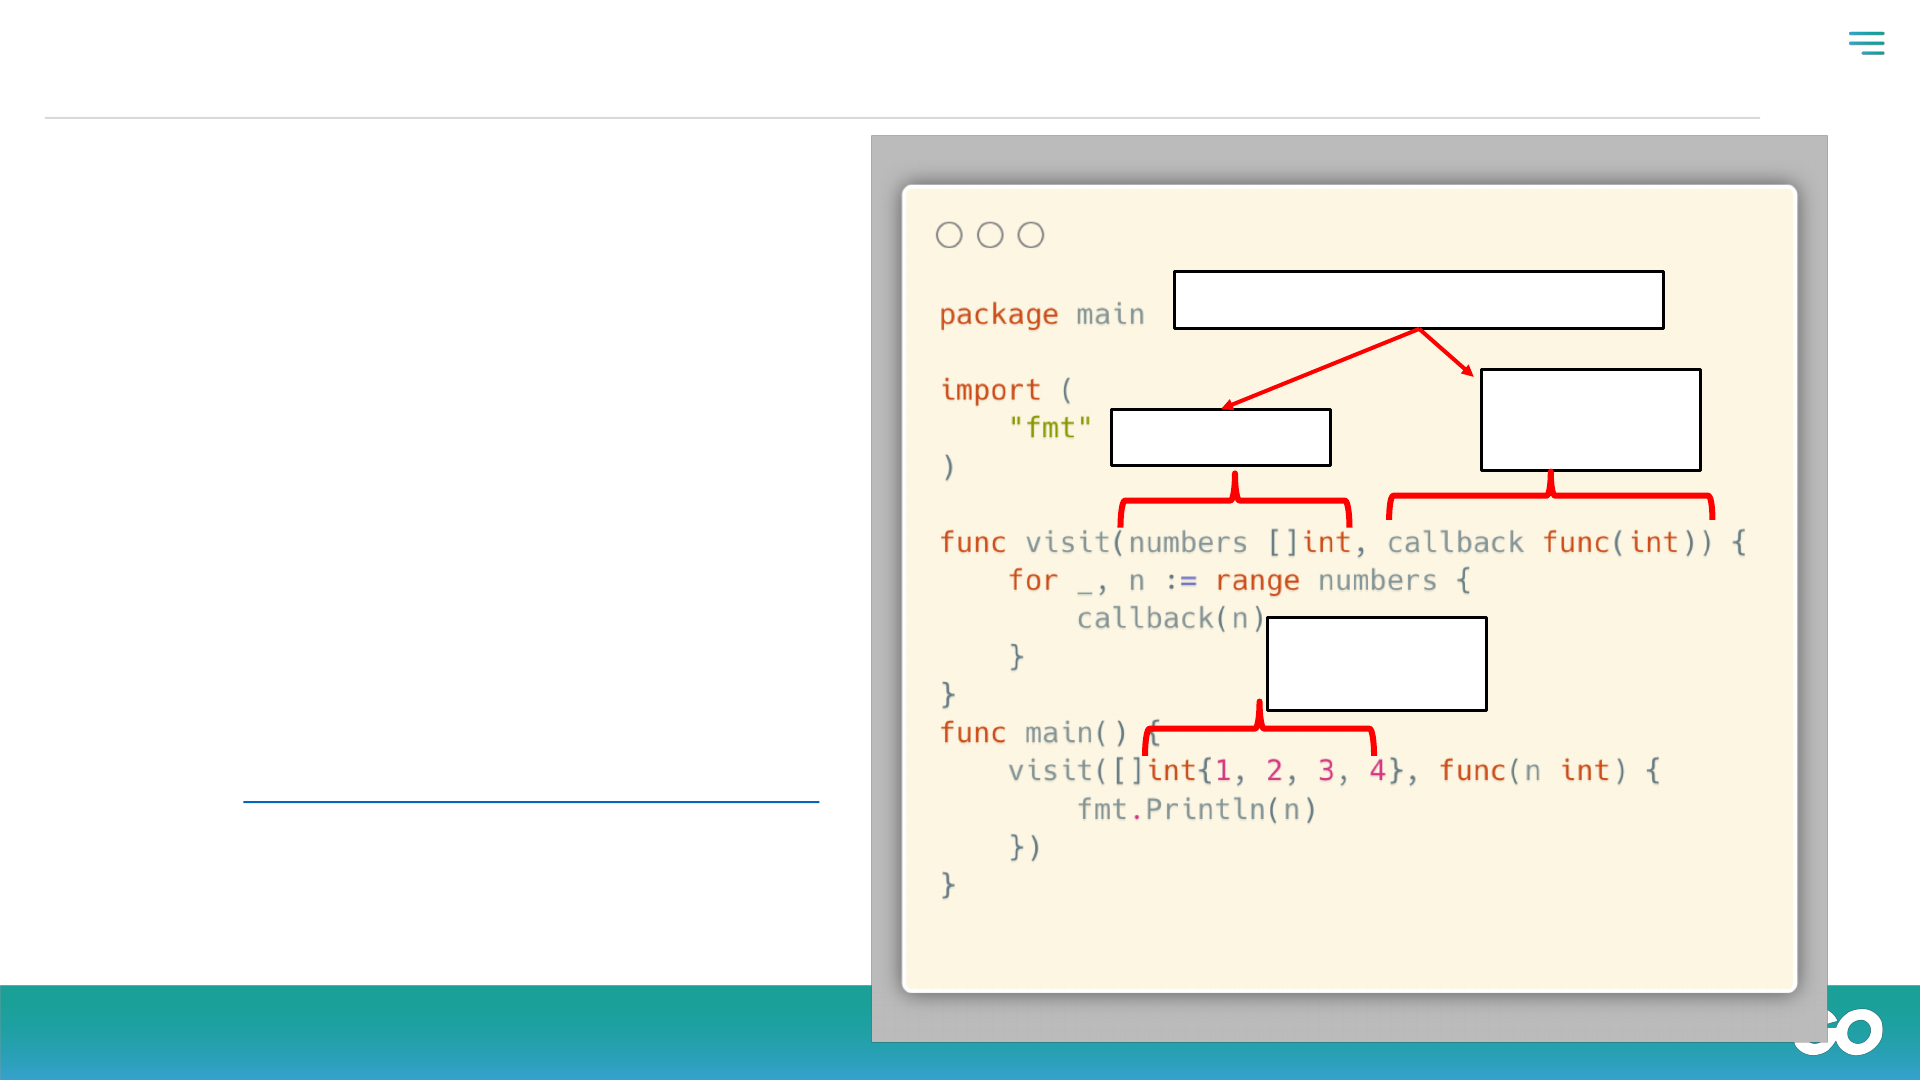 package main
import (
    "fmt"
)
func visit(numbers []int, callback func(int)) {
    for _, n := range numbers {
        callback(n)
    }
}
func main() {
    visit([]int{1, 2, 3, 4}, func(n int) {
        fmt.Println(n)
    })
}
GO